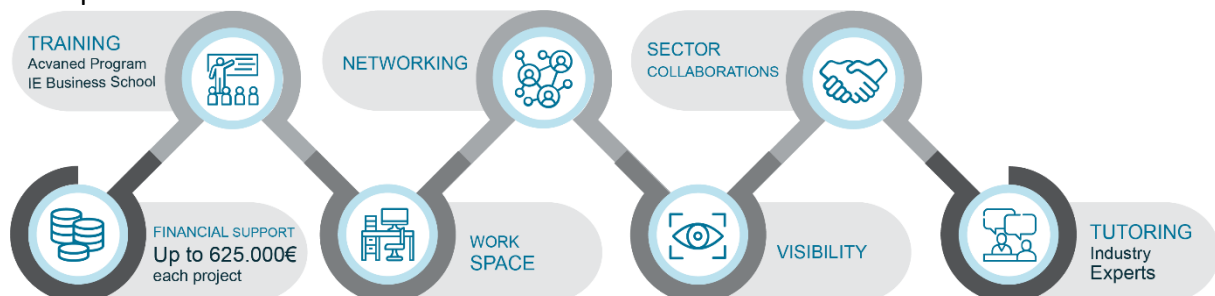 TRAINING
Acvaned Program
IE Business School
NETWORKING
SECTOR
COLLABORATIONS
FINANCIAL SUPPORT
Up to 625.000€
each project
WORK
SPACE
VISIBILITY
TUTORING
Industry
Experts